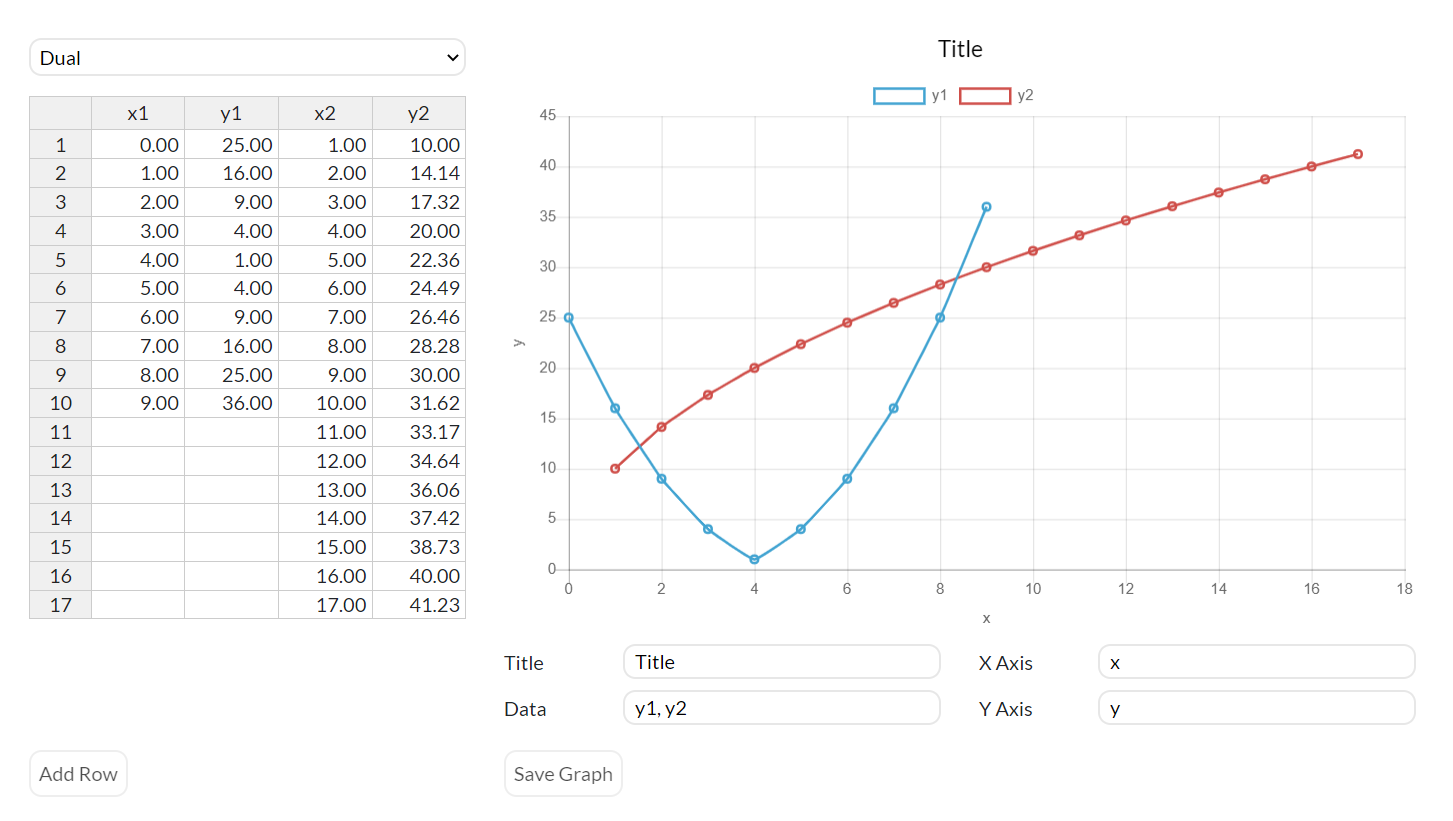 Dual
x1 y1 x2 y2
1 0.00 25.00 1.00 10.00
2 1.00 16.00 2.00 14.14
3 2.00 9.00 3.00 17.32
4 3.00 4.00 4.00 20.00
5 4.00 1.00 5.00 22.36
6 5.00 4.00 6.00 24.49
7 6.00 9.00 7.00 26.46
8 7.00 16.00 8.00 28.28
9 8.00 25.00 9.00 30.00
10 9.00 36.00 10.00 31.62
11 11.00 33.17
12 12.00 34.64
13 13.00 36.06
14 14.00 37.42
15 15.00 38.73
16 16.00 40.00
17 17.00 41.23
Add Row
Title
y1 y2
45
40
35
30
25
20
15
10
5
0
y
0 2 4 6 8 10 12 14 16 18
x
Title Title X Axis x
Data y1, y2 Y Axis y
Save Graph